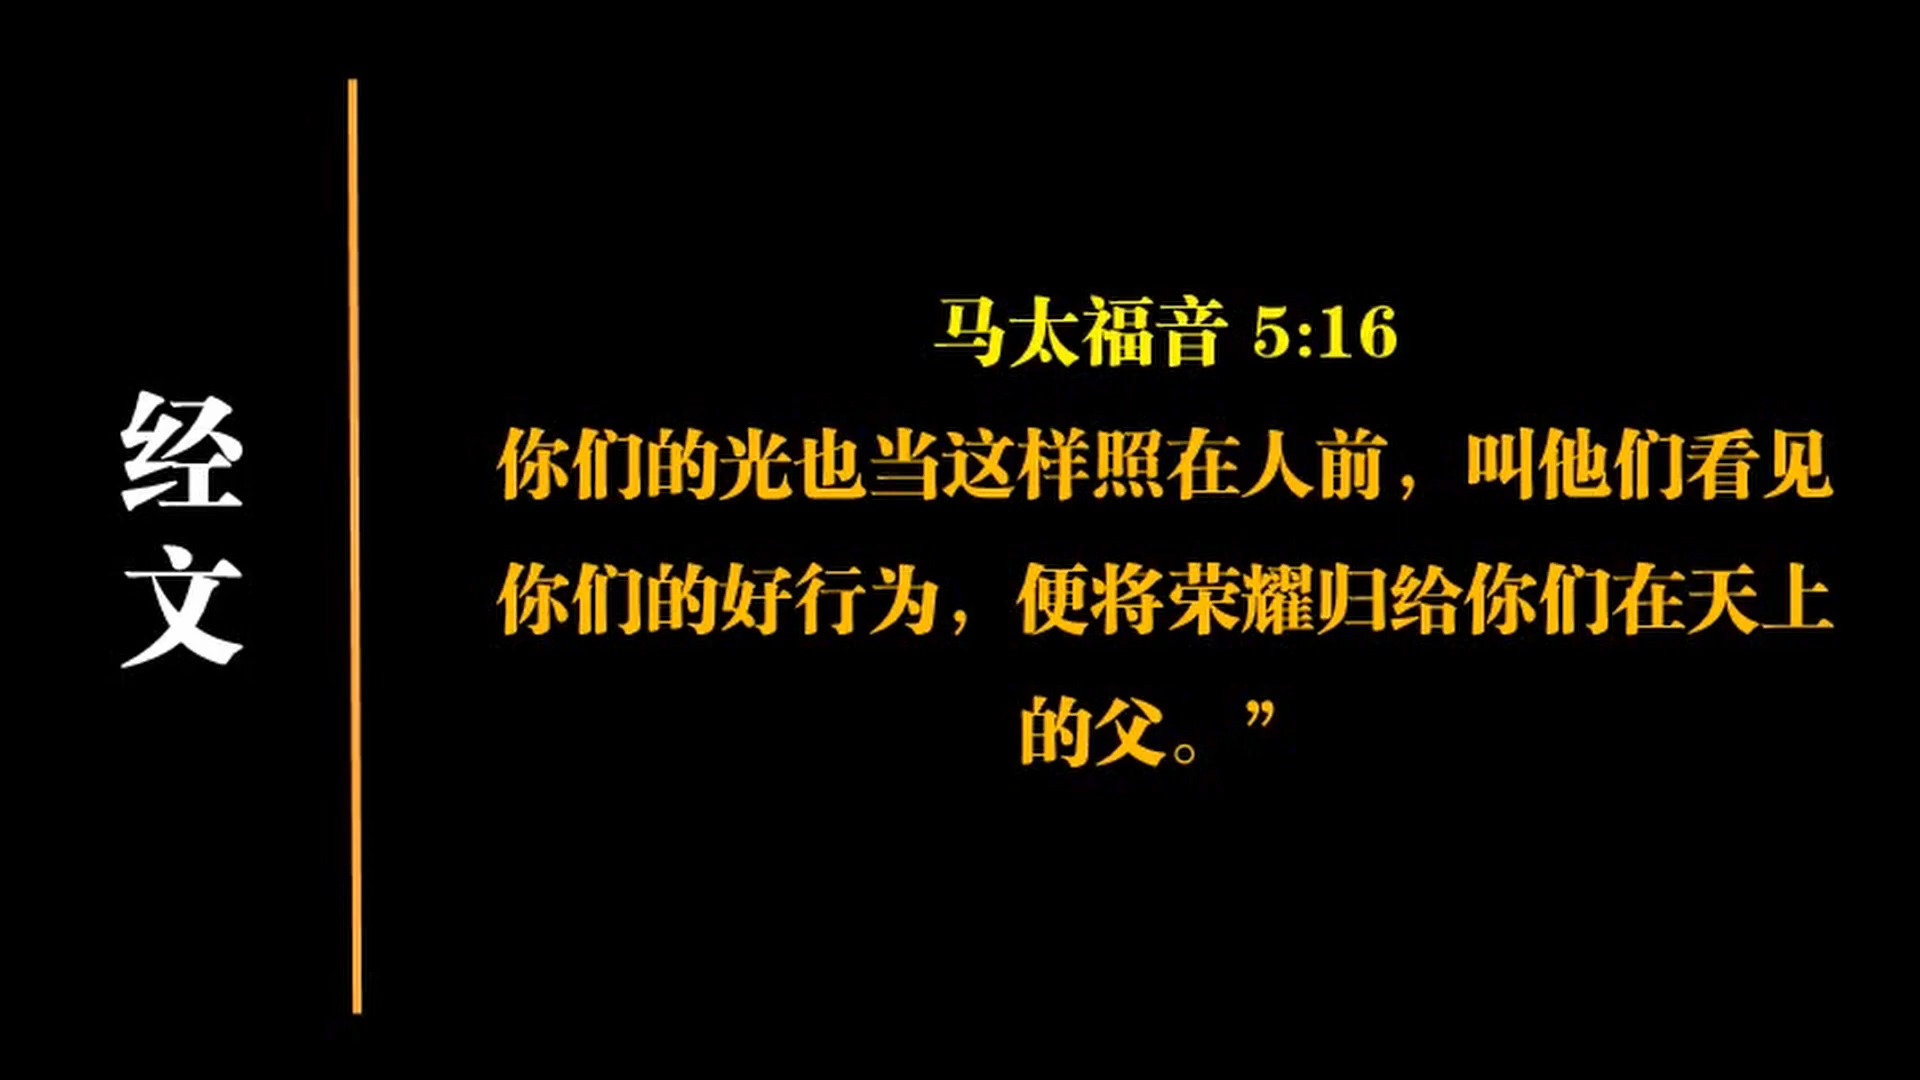 经
文
马太福音 5:16
你们的光也当这样照在人前，叫他们看见
你们的好行为，便将荣耀归给你们在天上
的父。”